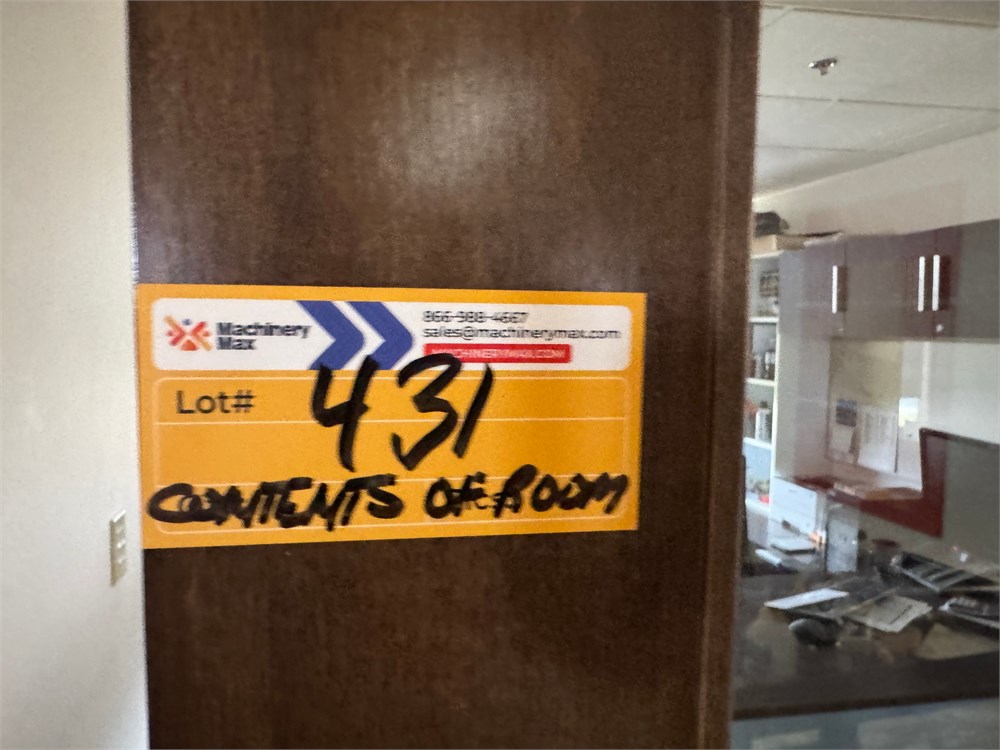 Machinery
Max
866-988-4667
sales@machinerymax.com
MACHINERYMAX.COM
Lot# 431
CONTENTS OF ROOM